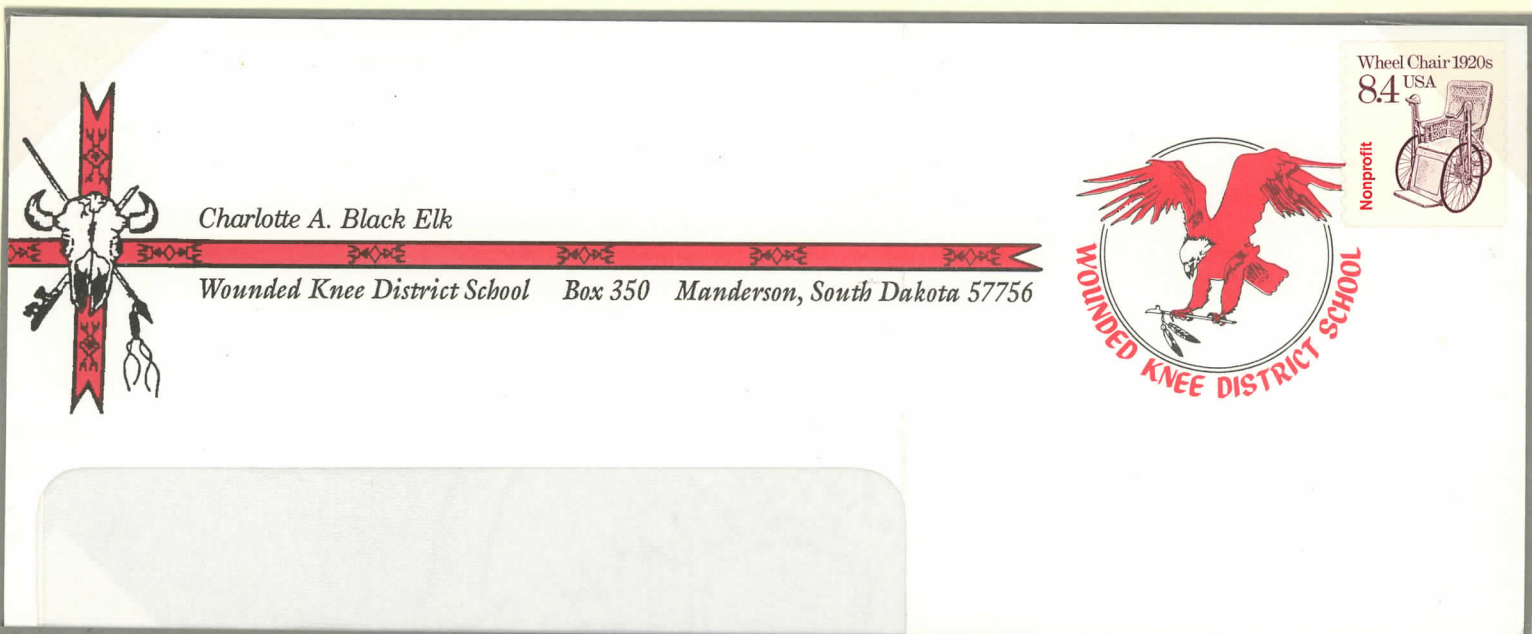 Wheel Chair 1920s
8.4 USA
Nonprofit
Charlotte A. Black Elk
Wounded Knee District School Box 350 Manderson, South Dakota 57756
WOUNDED KNEE DISTRICT SCHOOL